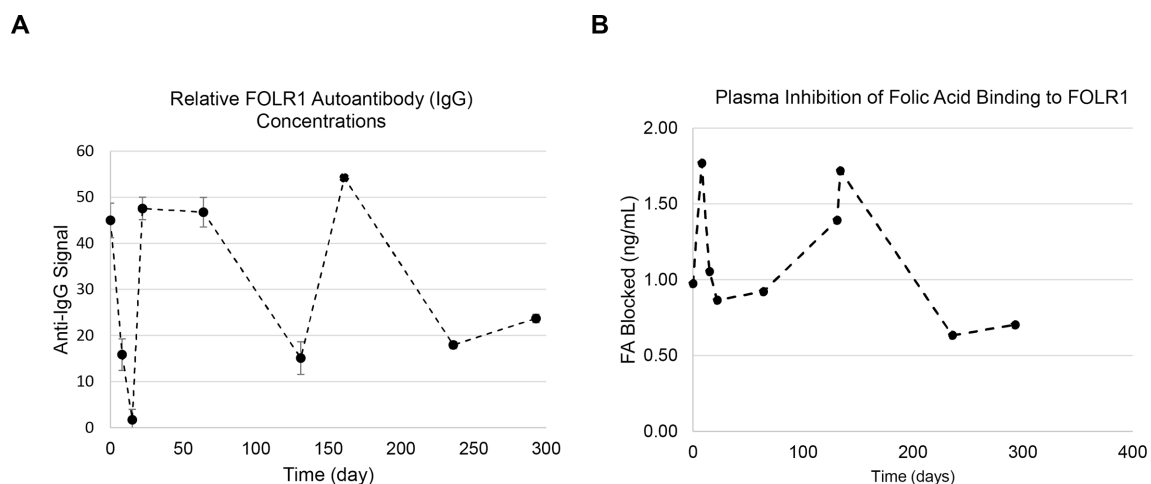 A
Relative FOLR1 Autoantibody (IgG)
Concentrations
Anti-IgG Signal
60
50
40
30
20
10
0
0 50 100 150 200 250 300
Time (day)
B
Plasma Inhibition of Folic Acid Binding to FOLR1
FA Blocked (ng/mL)
2.00
1.50
1.00
0.50
0.00
0 100 200 300 400
Time (days)